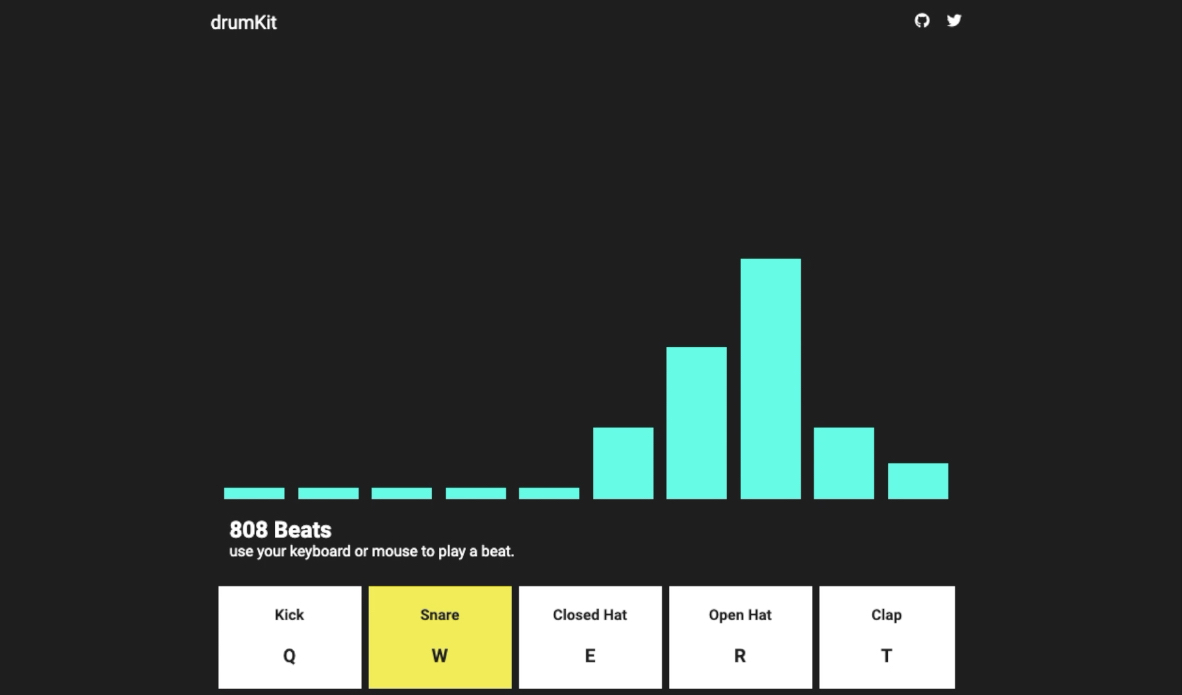 drumKit
808 Beats
use your keyboard or mouse to play a beat.
Kick Snare Closed Hat Open Hat Clap
Q W E R T